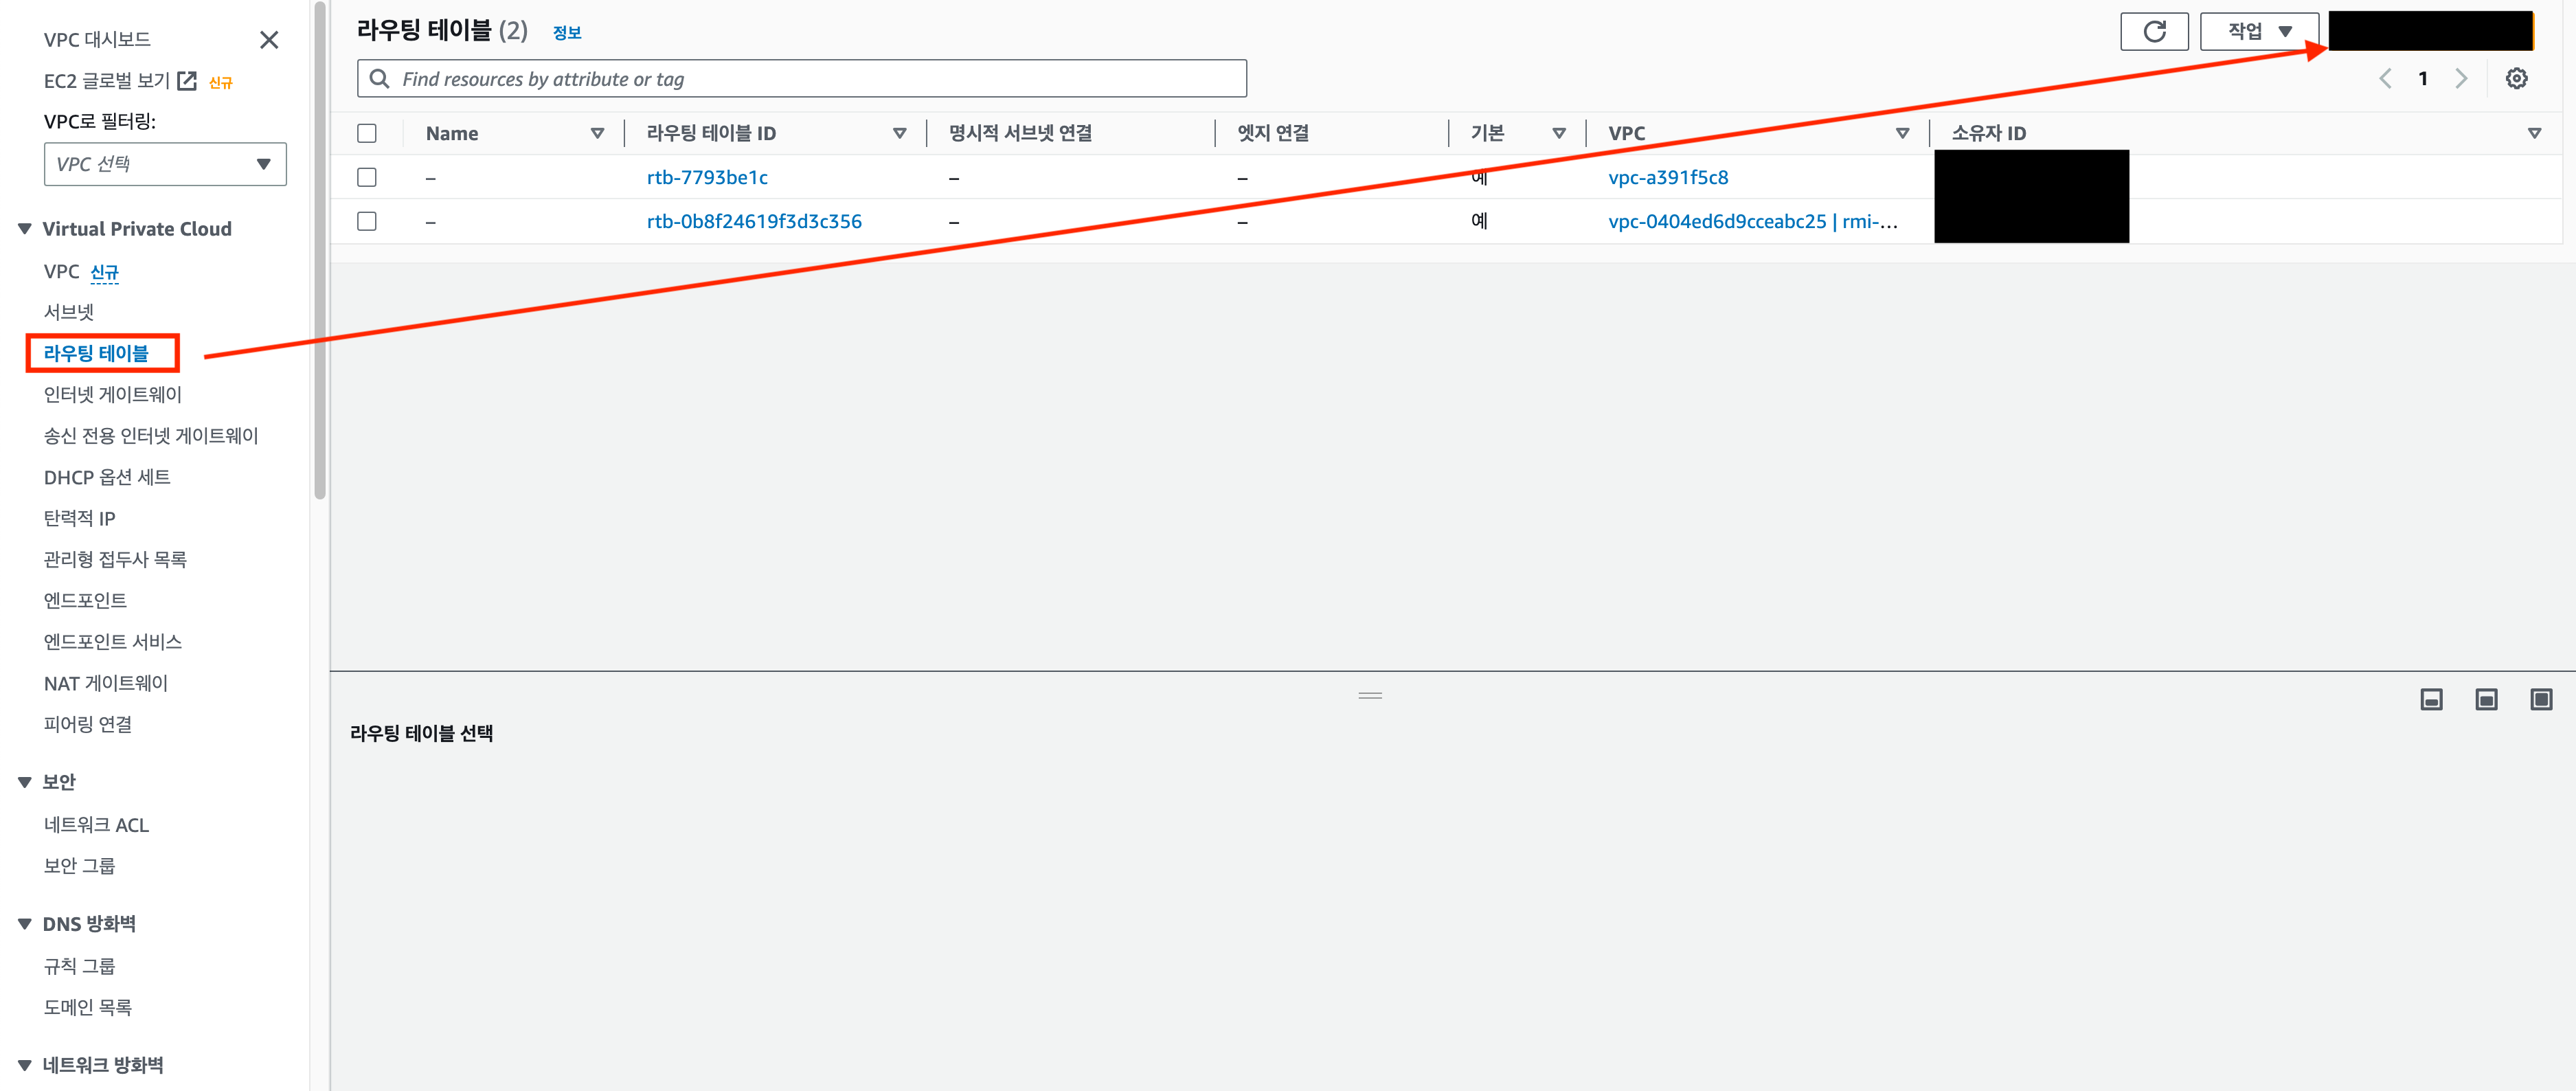 VPC 대시보드
EC2 글로벌 보기 신규
VPC로 필터링:
VPC 선택
Virtual Private Cloud
VPC 신규
서브넷
라우팅 테이블
인터넷 게이트웨이
송신 전용 인터넷 게이트웨이
DHCP 옵션 세트
탄력적 IP
관리형 접두사 목록
엔드포인트
엔드포인트 서비스
NAT 게이트웨이
피어링 연결
보안
네트워크 ACL
보안 그룹
DNS 방화벽
규칙 그룹
도메인 목록
네트워크 방화벽
라우팅 테이블 (2) 정보
작업
Find resources by attribute or tag
1
Name 라우팅 테이블 ID 명시적 서브넷 연결 엣지 연결 기본 VPC 소유자 ID
– rtb-7793be1c – – 예 vpc-a391f5c8
– rtb-0b8f24619f3d3c356 – – 예 vpc-0404ed6d9cceabc25 | rmi-...
라우팅 테이블 선택